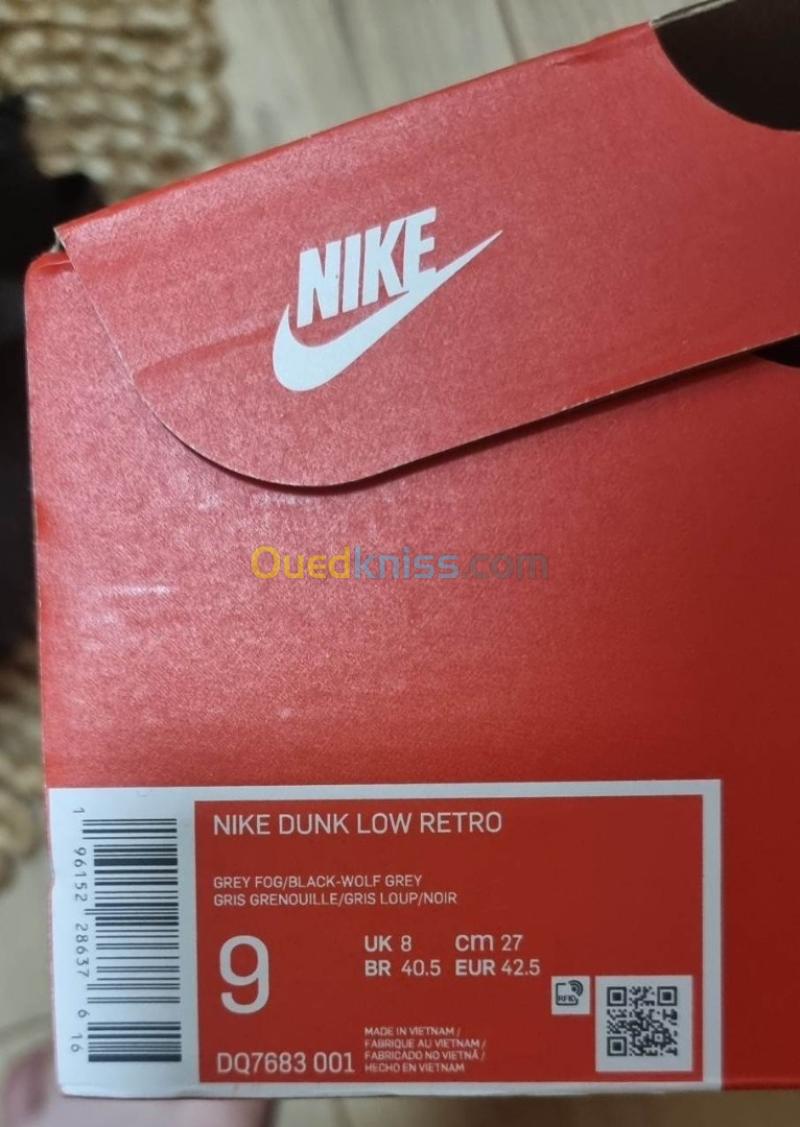 NIKE
Ouedkniss.com
NIKE DUNK LOW RETRO
GREY FOG/BLACK-WOLF GREY
GRIS GRENOUILLE/GRIS LOUP/NOIR
9
UK 8 cm 27
BR 40.5 EUR 42.5
RFID
MADE IN VIETNAM /
FABRIQUE AU VIETNAM /
FABRICADO NO VIETNÃ /
HECHO EN VIETNAM
DQ7683 001
1 96152 28637 6 16